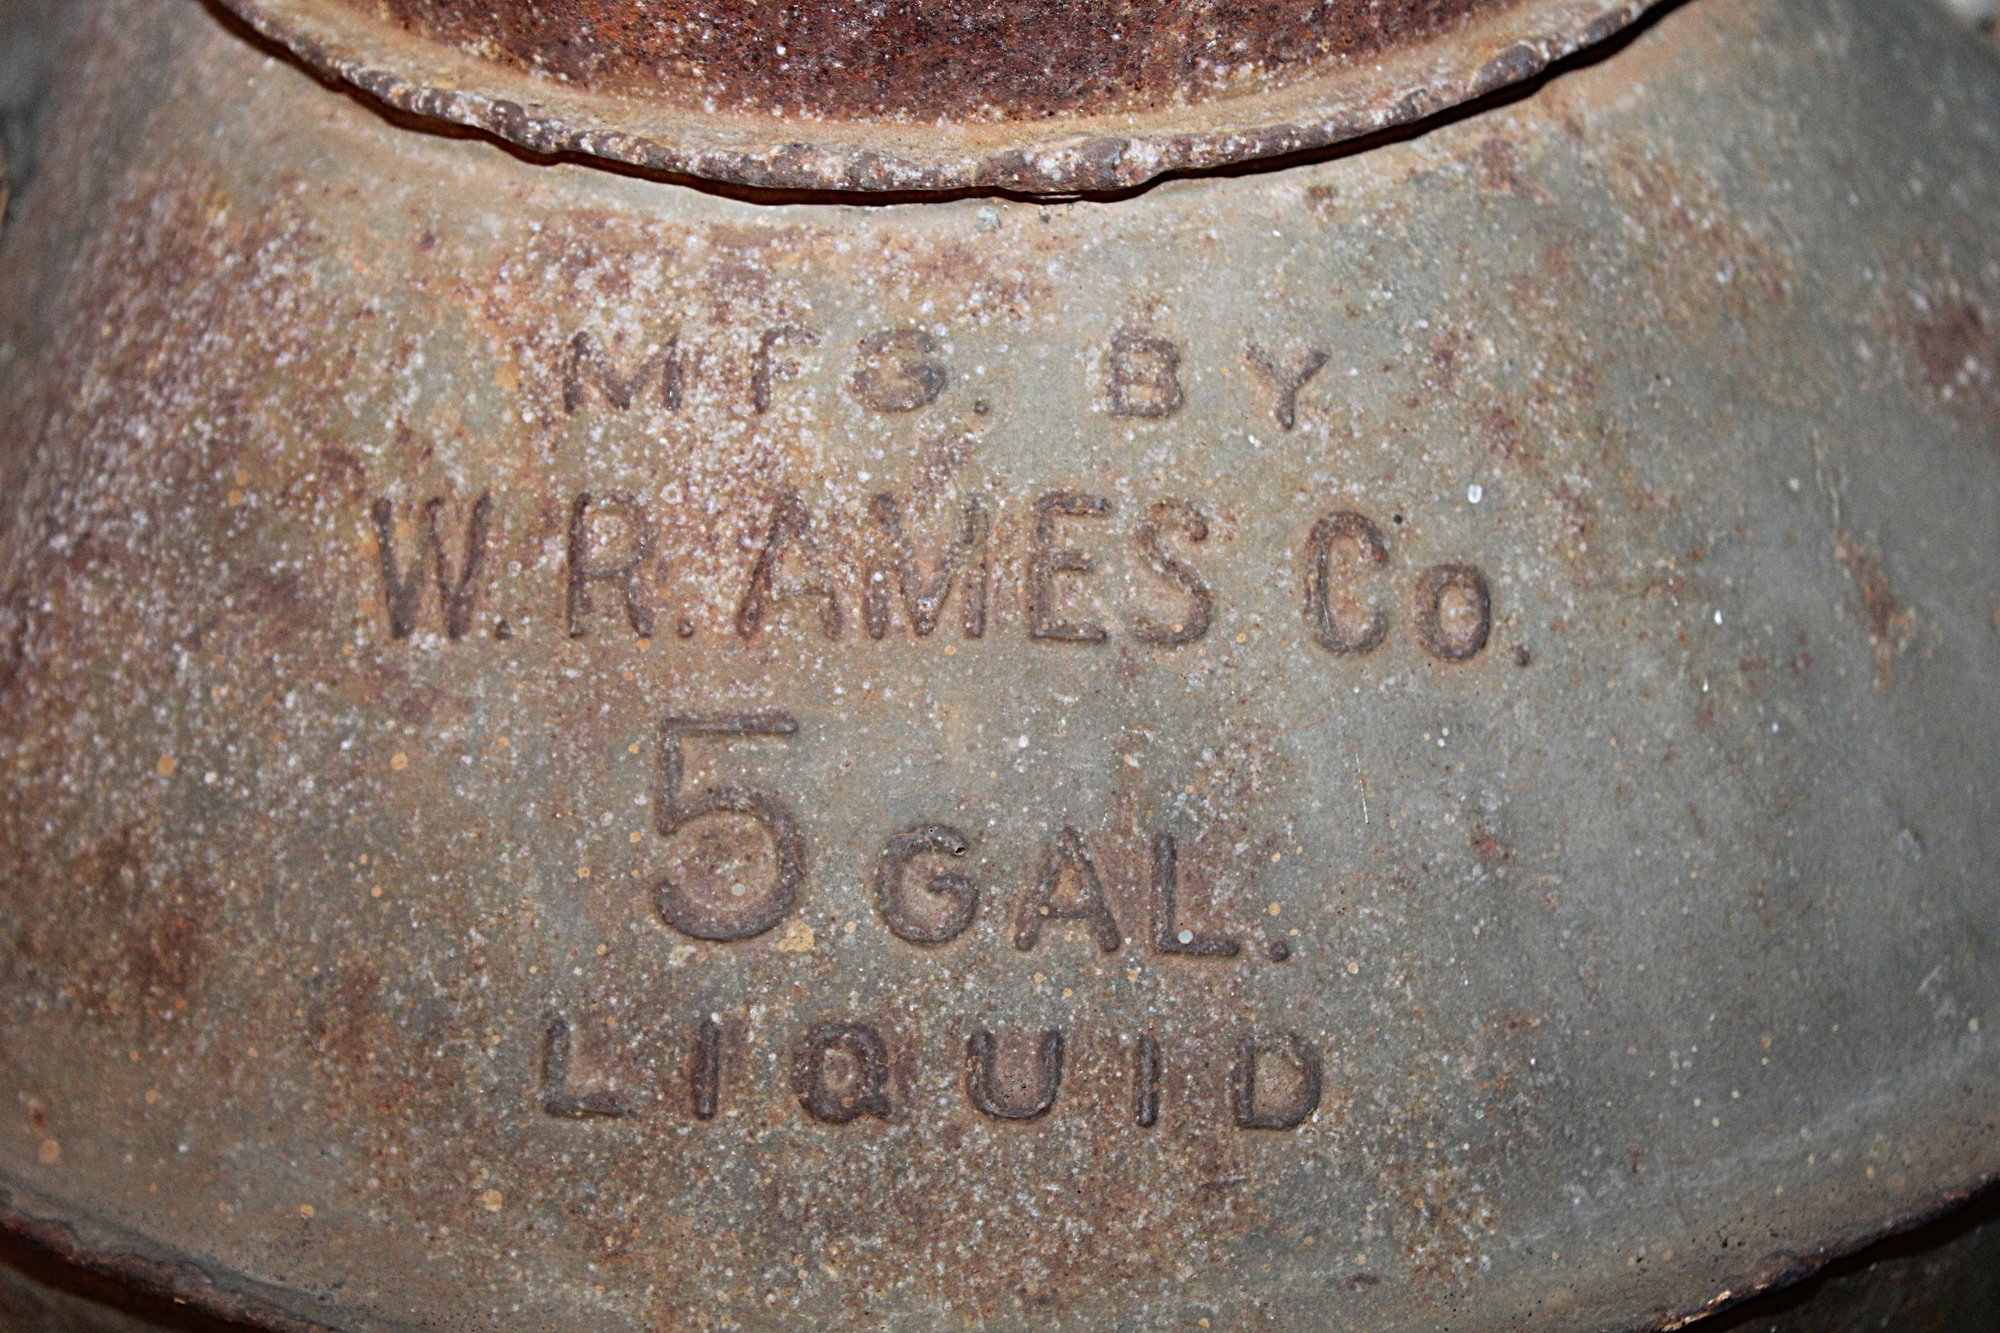 MFG. BY
W.R. AMES Co.
5 GAL.
LIQUID